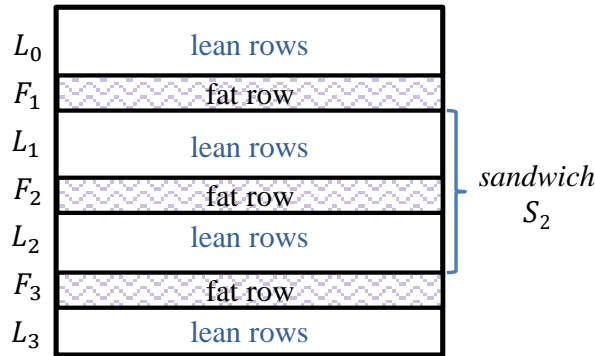 L₀ lean rows
F₁ fat row
L₁ lean rows
F₂ fat row
L₂ lean rows
F₃ fat row
L₃ lean rows
sandwich
S₂